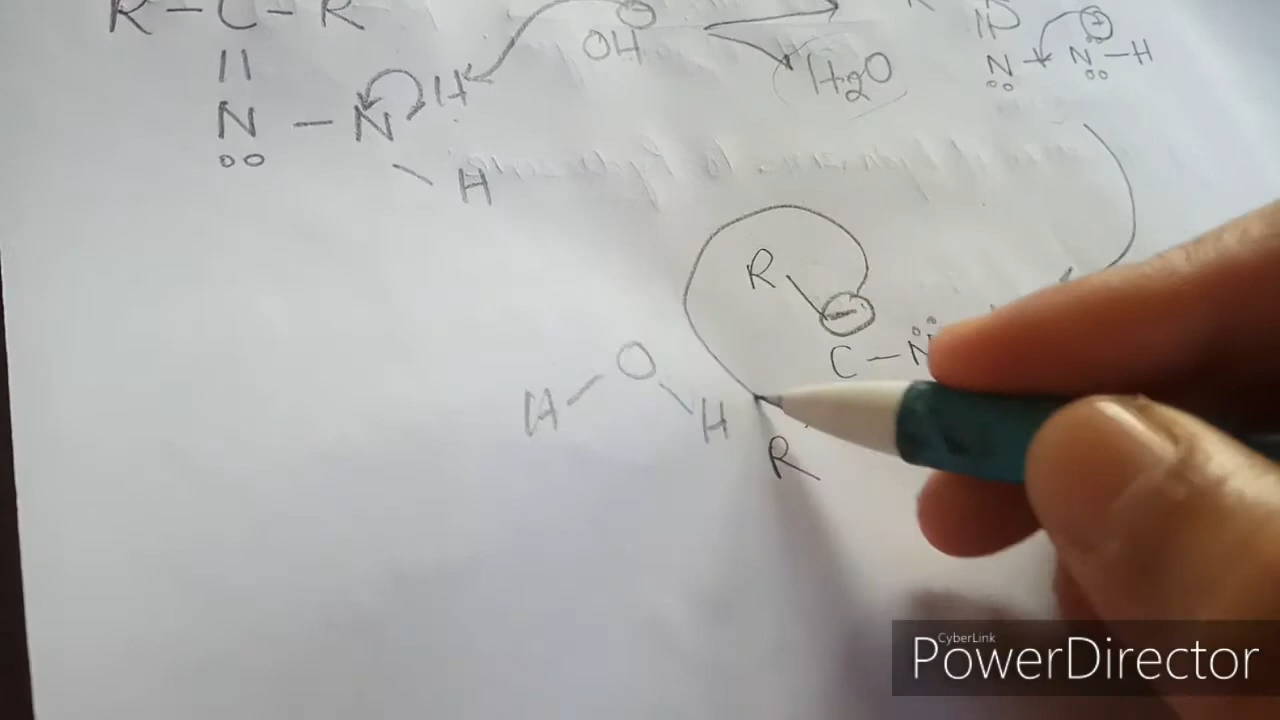 R - C - R
OH
H
H2O
N - N
H
N N - H
R
C - N
H O H
R
CyberLink
PowerDirector